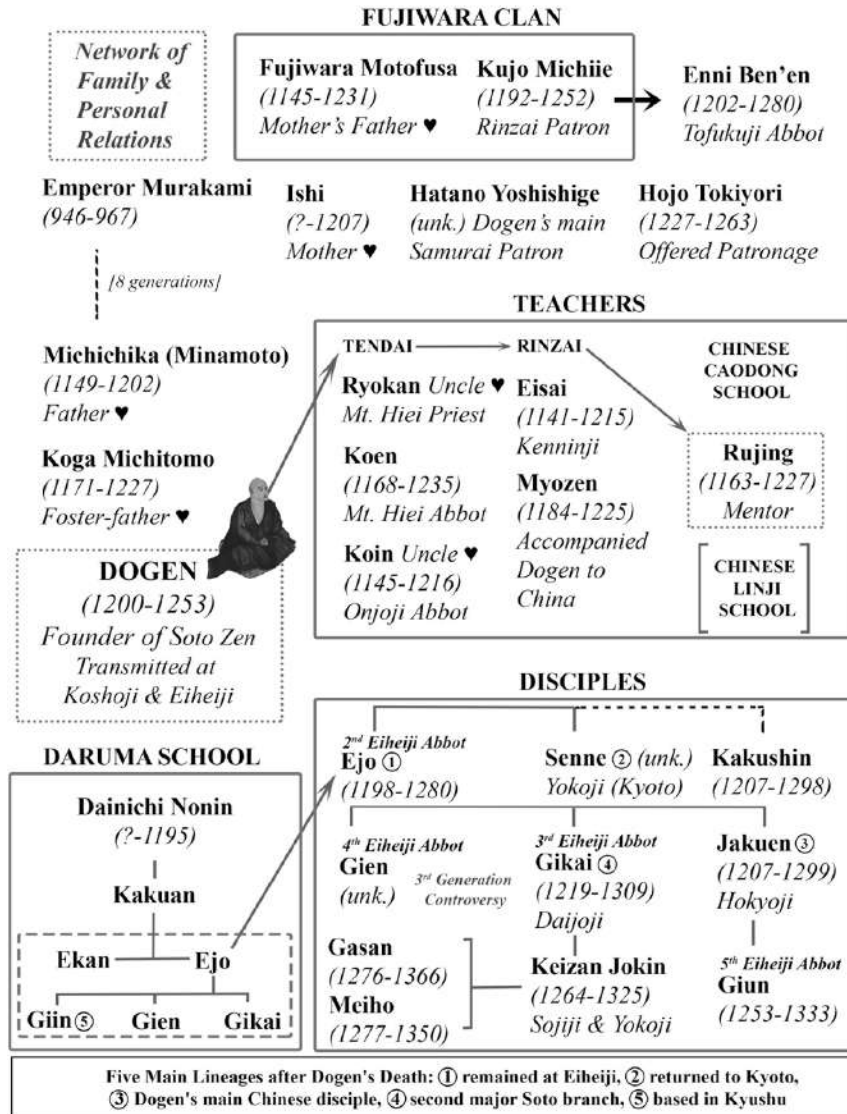 FUJIWARA CLAN
Network of
Family &
Personal
Relations
Fujiwara Motofusa
(1145-1231)
Mother's Father ♥
Kujo Michiie
(1192-1252)
Rinzai Patron
Enni Ben'en
(1202-1280)
Tofukuji Abbot
Emperor Murakami
(946-967)
[8 generations]
Ishi
(?-1207)
Mother ♥
Hatano Yoshishige
(unk.) Dogen's main
Samurai Patron
Hojo Tokiyori
(1227-1263)
Offered Patronage
Michichika (Minamoto)
(1149-1202)
Father ♥
Koga Michitomo
(1171-1227)
Foster-father ♥
DOGEN
(1200-1253)
Founder of Soto Zen
Transmitted at
Koshoji & Eiheiji
TEACHERS
TENDAI
Ryokan Uncle ♥
Mt. Hiei Priest
Koen
(1168-1235)
Mt. Hiei Abbot
Koin Uncle ♥
(1145-1216)
Onjoji Abbot
RINZAI
Eisai
(1141-1215)
Kenninji
Myozen
(1184-1225)
Accompanied
Dogen to
China
CHINESE
CAODONG
SCHOOL
Rujing
(1163-1227)
Mentor
CHINESE
LINJI
SCHOOL
DARUMA SCHOOL
Dainichi Nonin
(?-1195)
Kakuan
Ekan
Ejo
Giin ⑤
Gien
Gikai
DISCIPLES
2nd Eiheiji Abbot
Ejo ①
(1198-1280)
Senne ② (unk.)
Yokoji (Kyoto)
Kakushin
(1207-1298)
4th Eiheiji Abbot
Gien
(unk.)
3rd Generation
Controversy
3rd Eiheiji Abbot
Gikai ④
(1219-1309)
Daijoji
Jakuen ③
(1207-1299)
Hokyoji
Gasan
(1276-1366)
Meiho
(1277-1350)
Keizan Jokin
(1264-1325)
Sojiji & Yokoji
5th Eiheiji Abbot
Giun
(1253-1333)
Five Main Lineages after Dogen's Death: ① remained at Eiheiji, ② returned to Kyoto,
③ Dogen's main Chinese disciple, ④ second major Soto branch, ⑤ based in Kyushu